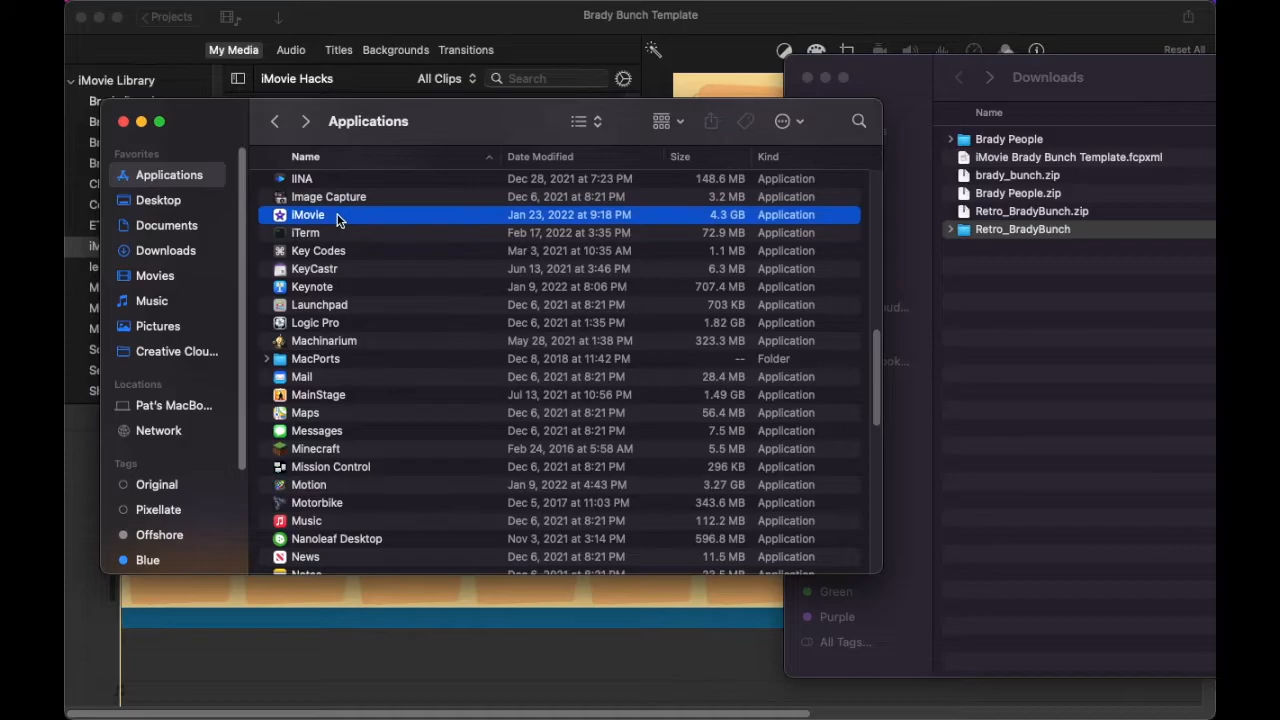 Brady Bunch Template
Projects
My Media
Audio
Titles
Backgrounds
Transitions
Reset All
iMovie Library
iMovie Hacks
All Clips
Search
Applications
Favorites
Applications
Desktop
Documents
Downloads
Movies
Music
Pictures
Creative Clou...
Locations
Pat's MacBo...
Network
Tags
Original
Pixellate
Offshore
Blue
Name Date Modified Size Kind
IINA Dec 28, 2021 at 7:23 PM 148.6 MB Application
Image Capture Dec 6, 2021 at 8:21 PM 3.2 MB Application
iMovie Jan 23, 2022 at 9:18 PM 4.3 GB Application
iTerm Feb 17, 2022 at 3:35 PM 72.9 MB Application
Key Codes Mar 3, 2021 at 10:35 AM 1.1 MB Application
KeyCastr Jun 13, 2021 at 3:46 PM 6.3 MB Application
Keynote Jan 9, 2022 at 8:06 PM 707.4 MB Application
Launchpad Dec 6, 2021 at 8:21 PM 703 KB Application
Logic Pro Dec 6, 2021 at 1:35 PM 1.82 GB Application
Machinarium May 28, 2021 at 1:38 PM 323.3 MB Application
MacPorts Dec 8, 2018 at 11:42 PM -- Folder
Mail Dec 6, 2021 at 8:21 PM 28.4 MB Application
MainStage Jul 13, 2021 at 10:56 PM 1.49 GB Application
Maps Dec 6, 2021 at 8:21 PM 56.4 MB Application
Messages Dec 6, 2021 at 8:21 PM 7.5 MB Application
Minecraft Feb 24, 2016 at 5:58 AM 5.5 MB Application
Mission Control Dec 6, 2021 at 8:21 PM 296 KB Application
Motion Jan 9, 2022 at 4:43 PM 3.27 GB Application
Motorbike Dec 5, 2017 at 11:03 PM 343.6 MB Application
Music Dec 6, 2021 at 8:21 PM 112.2 MB Application
Nanoleaf Desktop Nov 3, 2021 at 3:14 PM 596.8 MB Application
News Dec 6, 2021 at 8:21 PM 11.5 MB Application
Downloads
Name
Brady People
iMovie Brady Bunch Template.fcpxml
brady_bunch.zip
Brady People.zip
Retro_BradyBunch.zip
Retro_BradyBunch
Green
Purple
All Tags...